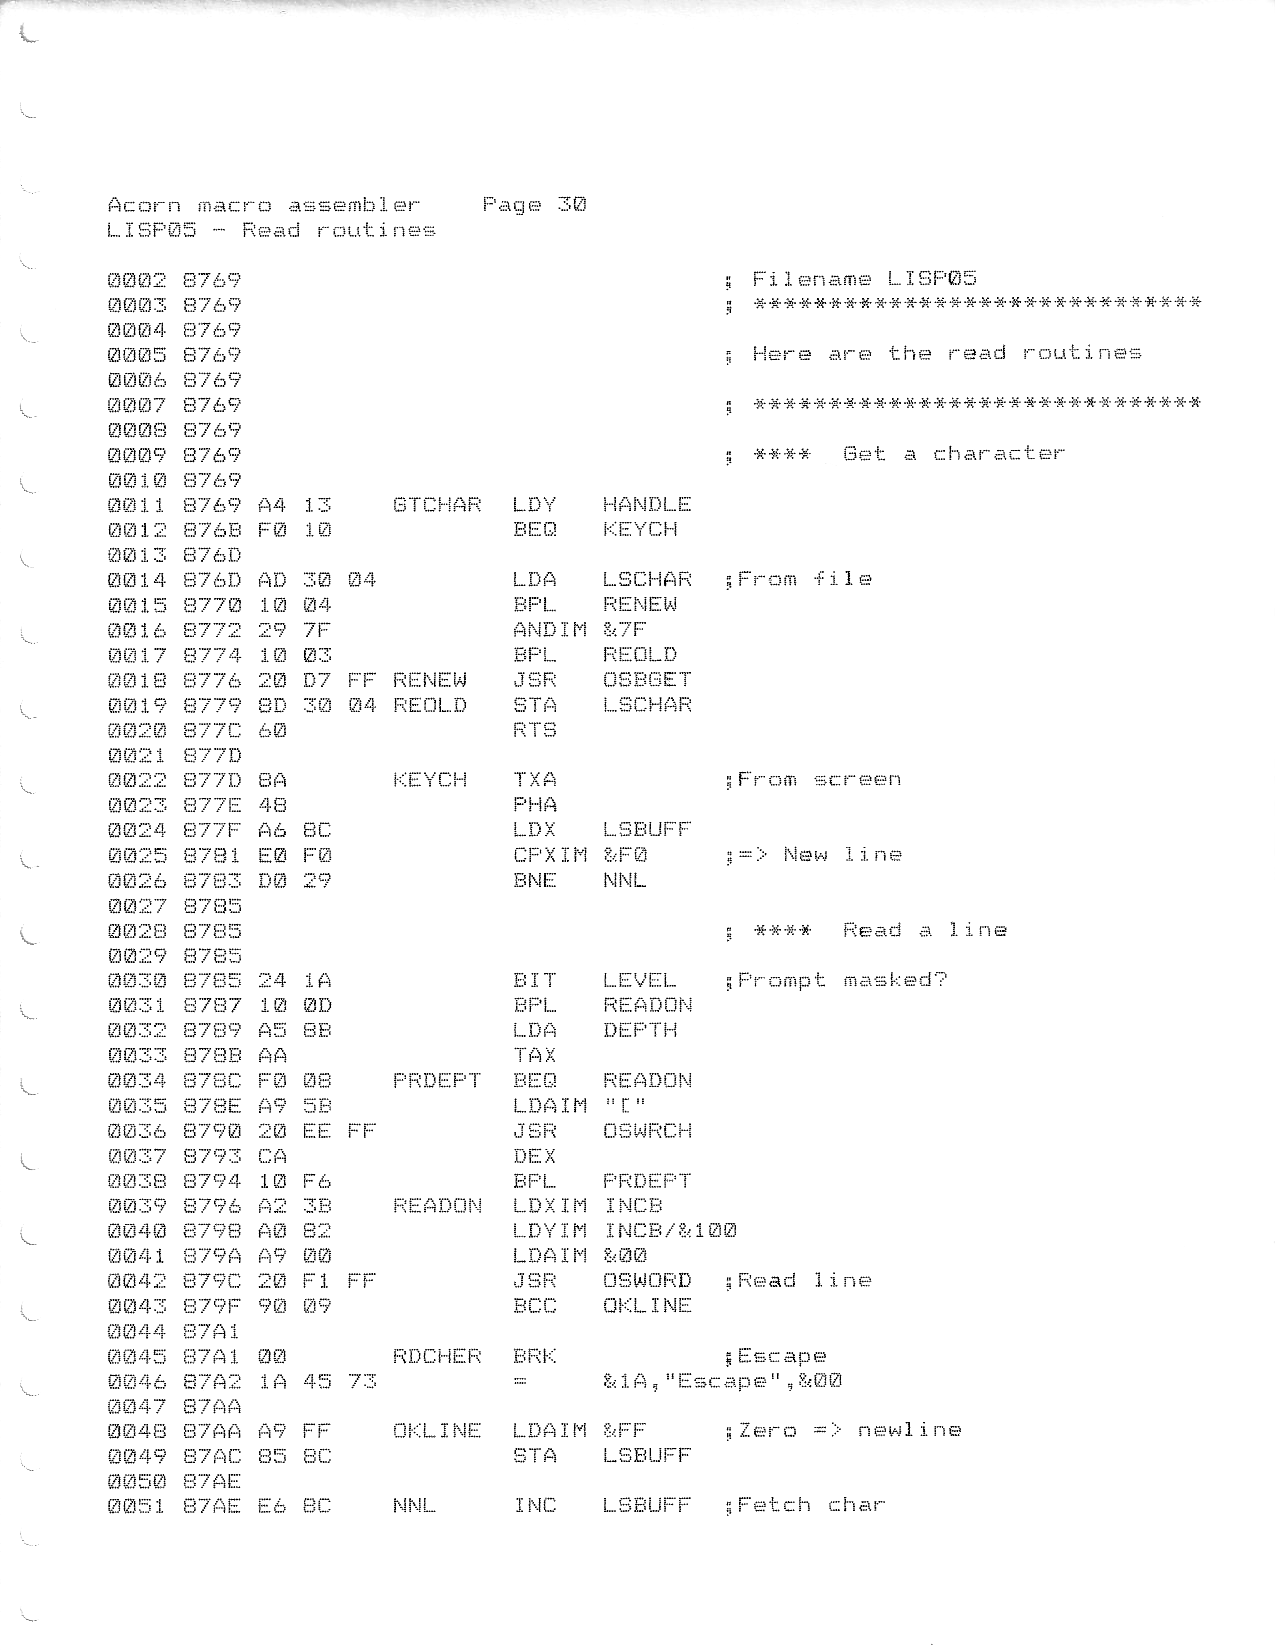 Acorn macro assembler    Page 30
LISP05 - Read routines
0002 8769                                ; Filename LISP05
0003 8769                                ; ******************************
0004 8769
0005 8769                                ; Here are the read routines
0006 8769
0007 8769                                ; ******************************
0008 8769
0009 8769                                ; ****  Get a character
0010 8769
0011 8769 A4 13    GTCHAR  LDY   HANDLE
0012 876B F0 10            BEQ   KEYCH
0013 876D
0014 876D AD 30 04         LDA   LSCHAR  ;From file
0015 8770 10 04            BPL   RENEW
0016 8772 29 7F            ANDIM &7F
0017 8774 10 03            BPL   REOLD
0018 8776 20 D7 FF RENEW   JSR   OSBGET
0019 8779 8D 30 04 REOLD   STA   LSCHAR
0020 877C 60               RTS
0021 877D
0022 877D 8A       KEYCH   TXA           ;From screen
0023 877E 48               PHA
0024 877F A6 8C            LDX   LSBUFF
0025 8781 E0 F0            CPXIM &F0     ;=> New line
0026 8783 D0 29            BNE   NNL
0027 8785
0028 8785                                ; ****  Read a line
0029 8785
0030 8785 24 1A            BIT   LEVEL   ;Prompt masked?
0031 8787 10 0D            BPL   READON
0032 8789 A5 8B            LDA   DEPTH
0033 878B AA               TAX
0034 878C F0 08    PRDEPT  BEQ   READON
0035 878E A9 5B            LDAIM "["
0036 8790 20 EE FF         JSR   OSWRCH
0037 8793 CA               DEX
0038 8794 10 F6            BPL   PRDEPT
0039 8796 A2 3B    READON  LDXIM INCB
0040 8798 A0 82            LDYIM INCB/&100
0041 879A A9 00            LDAIM &00
0042 879C 20 F1 FF         JSR   OSWORD  ;Read line
0043 879F 90 09            BCC   OKLINE
0044 87A1
0045 87A1 00       RDCHER  BRK           ;Escape
0046 87A2 1A 45 73         =     &1A,"Escape",&00
0047 87AA
0048 87AA A9 FF    OKLINE  LDAIM &FF     ;Zero => newline
0049 87AC 85 8C            STA   LSBUFF
0050 87AE
0051 87AE E6 8C    NNL     INC   LSBUFF  ;Fetch char